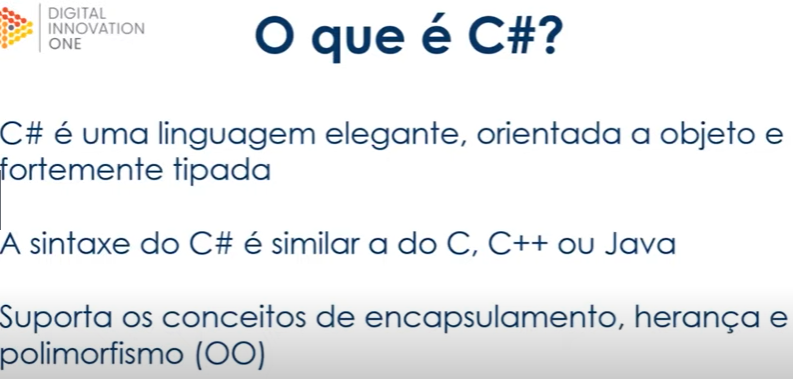 DIGITAL
INNOVATION
ONE
O que é C#?
C# é uma linguagem elegante, orientada a objeto e
fortemente tipada
A sintaxe do C# é similar a do C, C++ ou Java
Suporta os conceitos de encapsulamento, herança e
polimorfismo (OO)